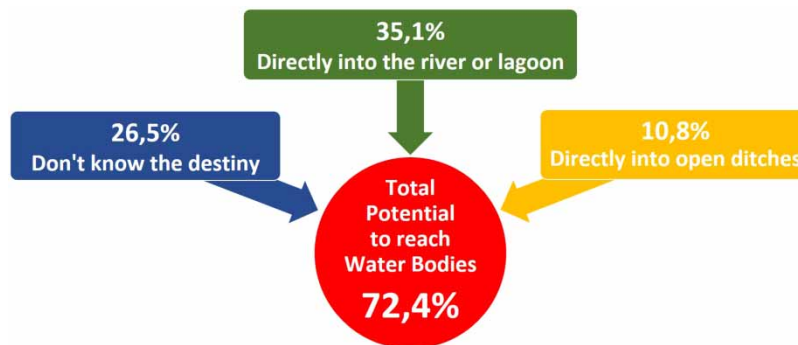 35,1%
Directly into the river or lagoon
26,5%
Don't know the destiny
10,8%
Directly into open ditches
Total
Potential
to reach
Water Bodies
72,4%